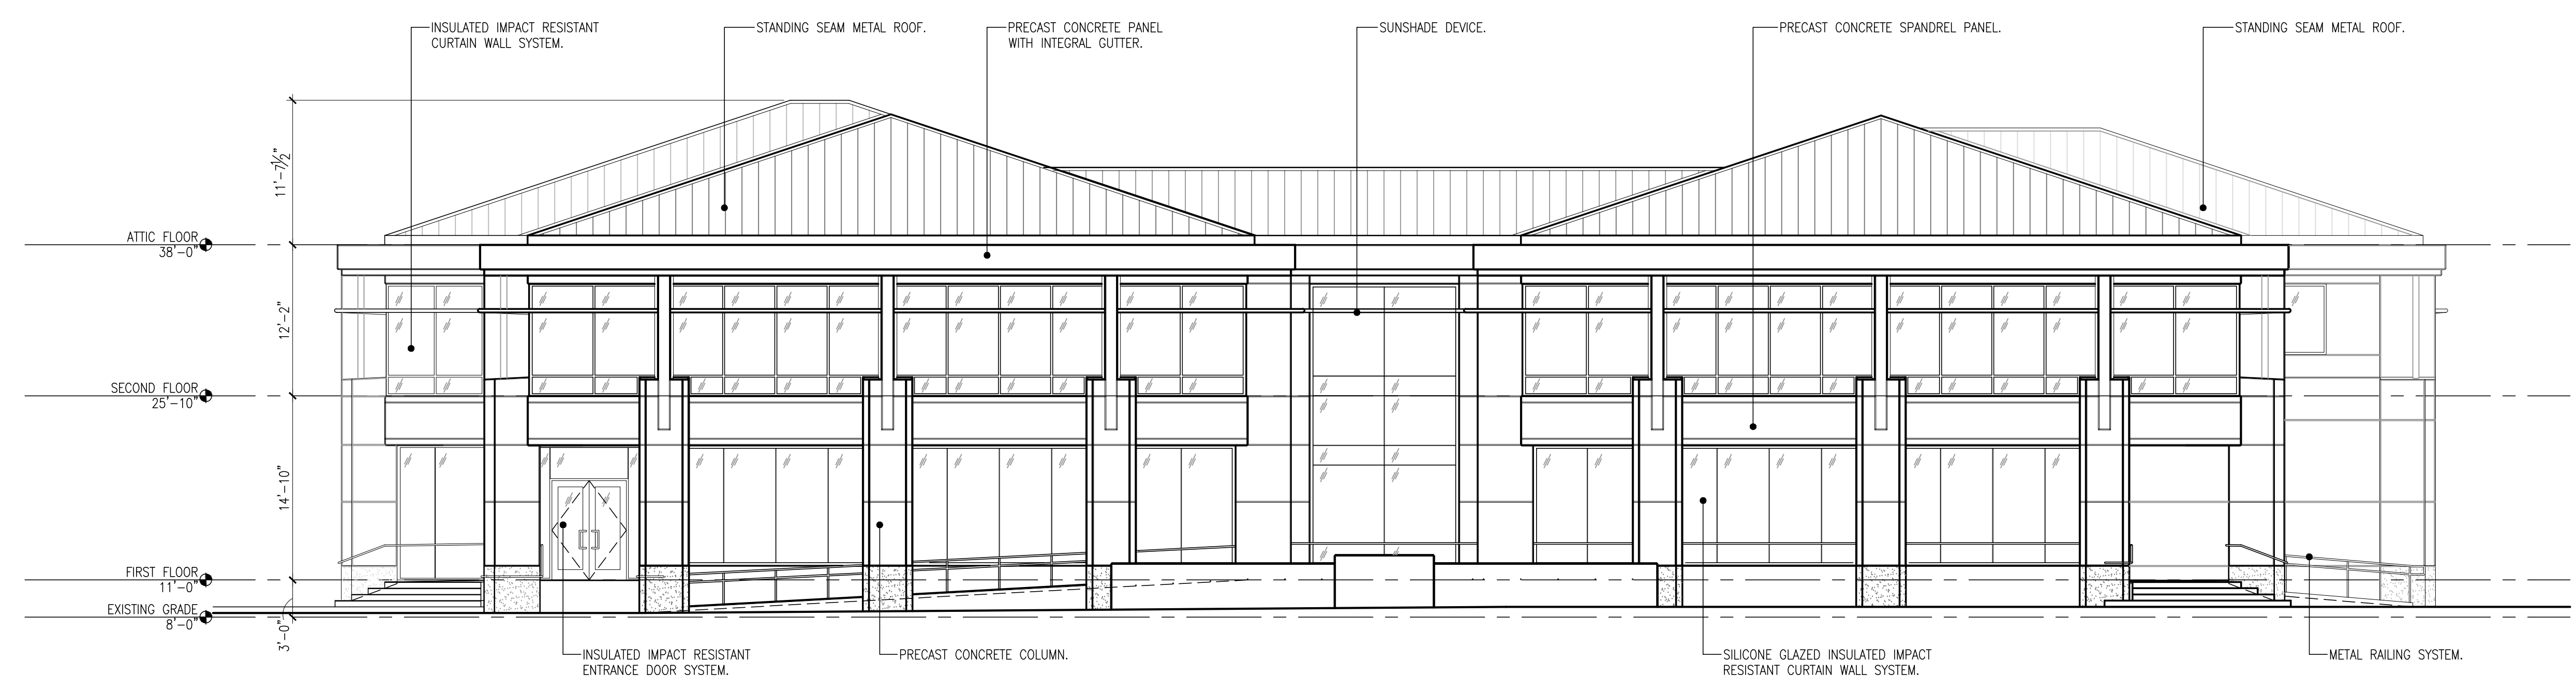 INSULATED IMPACT RESISTANT
CURTAIN WALL SYSTEM.
STANDING SEAM METAL ROOF.
PRECAST CONCRETE PANEL
WITH INTEGRAL GUTTER.
SUNSHADE DEVICE.
PRECAST CONCRETE SPANDREL PANEL.
STANDING SEAM METAL ROOF.
11'-7½"
ATTIC FLOOR
38'-0"
12'-2"
SECOND FLOOR
25'-10"
14'-10"
FIRST FLOOR
11'-0"
EXISTING GRADE
8'-0"
3'-0"
INSULATED IMPACT RESISTANT
ENTRANCE DOOR SYSTEM.
PRECAST CONCRETE COLUMN.
SILICONE GLAZED INSULATED IMPACT
RESISTANT CURTAIN WALL SYSTEM.
METAL RAILING SYSTEM.